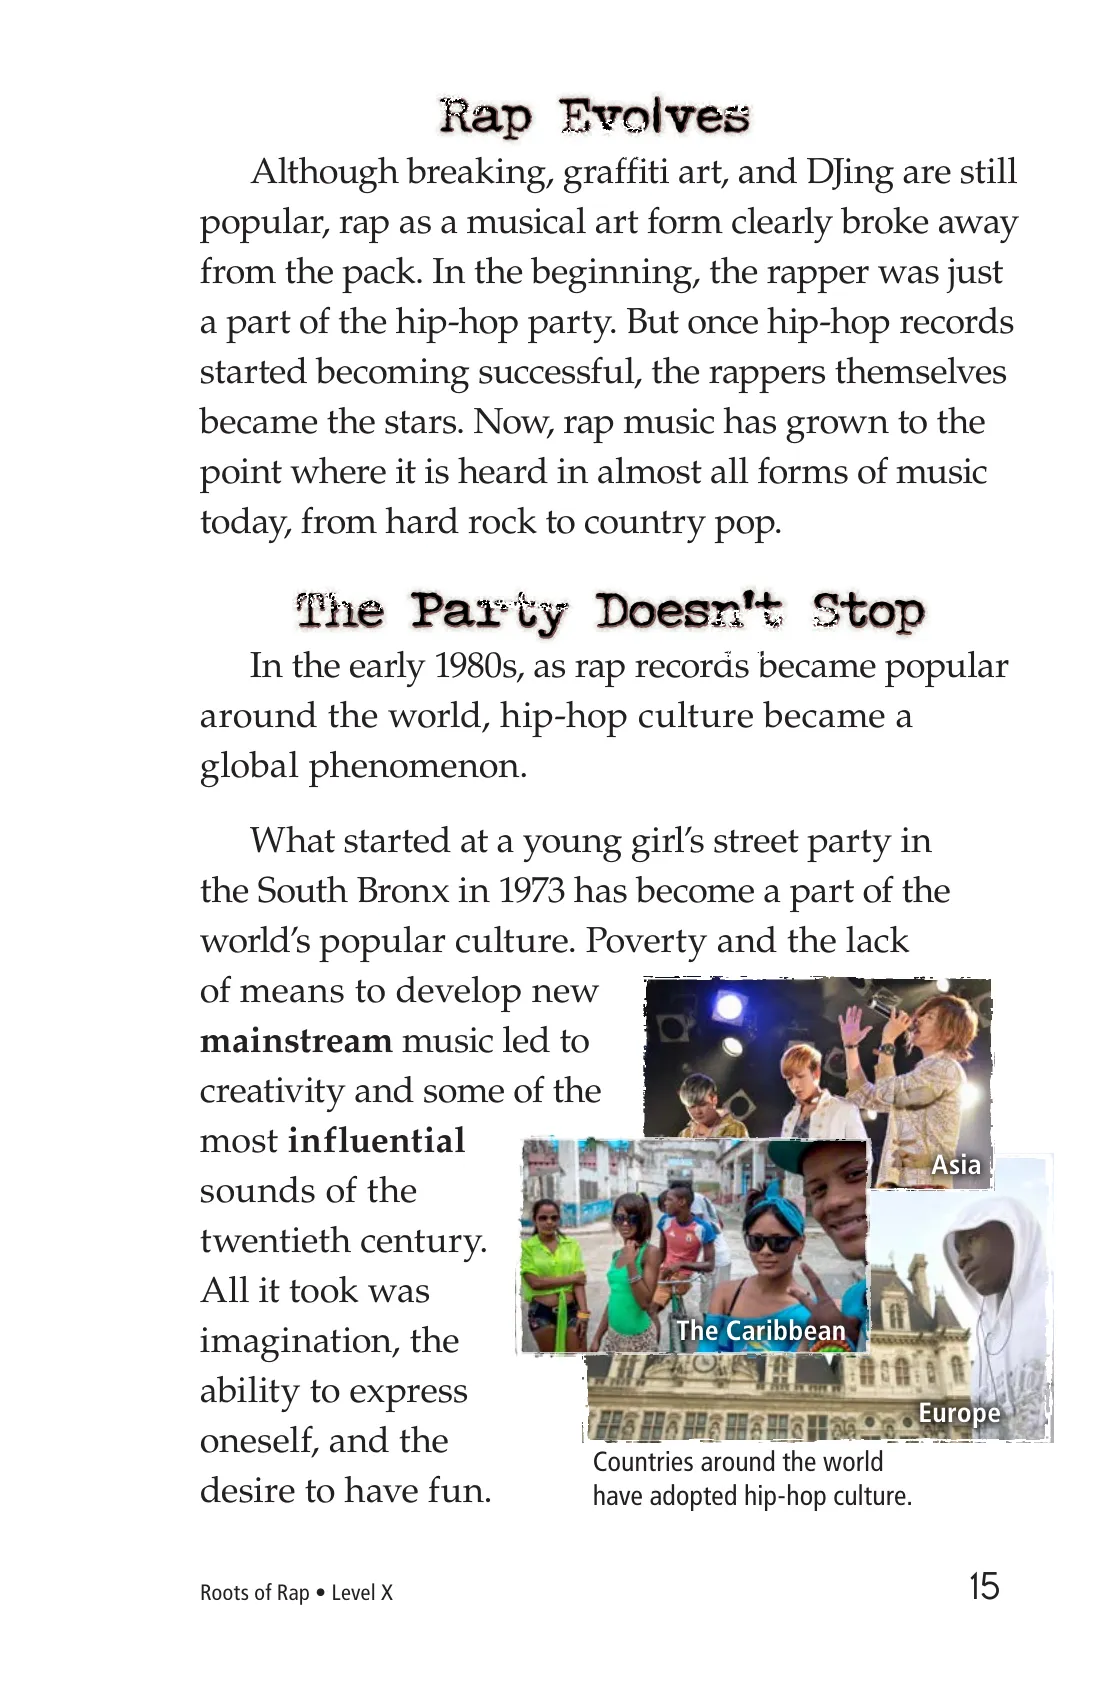 Rap Evolves
Although breaking, graffiti art, and DJing are still
popular, rap as a musical art form clearly broke away
from the pack. In the beginning, the rapper was just
a part of the hip-hop party. But once hip-hop records
started becoming successful, the rappers themselves
became the stars. Now, rap music has grown to the
point where it is heard in almost all forms of music
today, from hard rock to country pop.
The Party Doesn't Stop
In the early 1980s, as rap records became popular
around the world, hip-hop culture became a
global phenomenon.
What started at a young girl's street party in
the South Bronx in 1973 has become a part of the
world's popular culture. Poverty and the lack
of means to develop new
mainstream music led to
creativity and some of the
most influential
sounds of the
twentieth century.
All it took was
imagination, the
ability to express
oneself, and the
desire to have fun.
Asia
The Caribbean
Europe
Countries around the world
have adopted hip-hop culture.
Roots of Rap • Level X
15